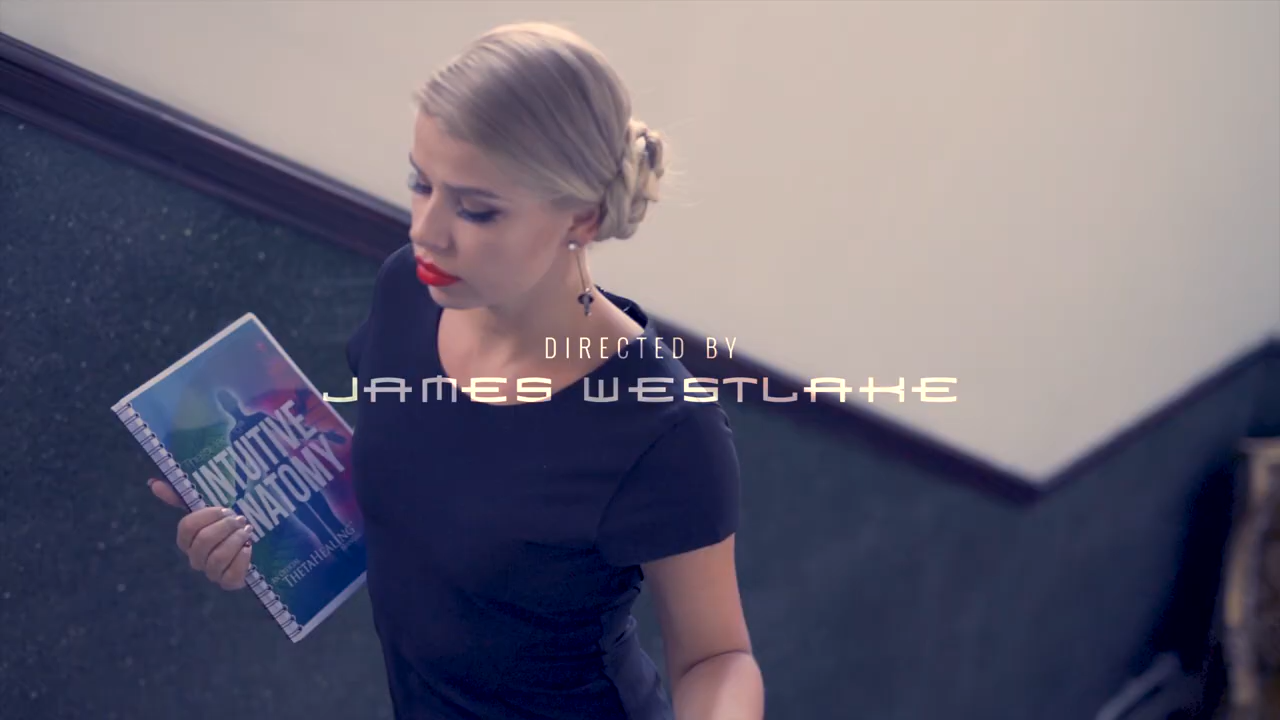 DIRECTED BY
JAMES WESTLAKE
INTUITIVE
ANATOMY
THETAHEALING